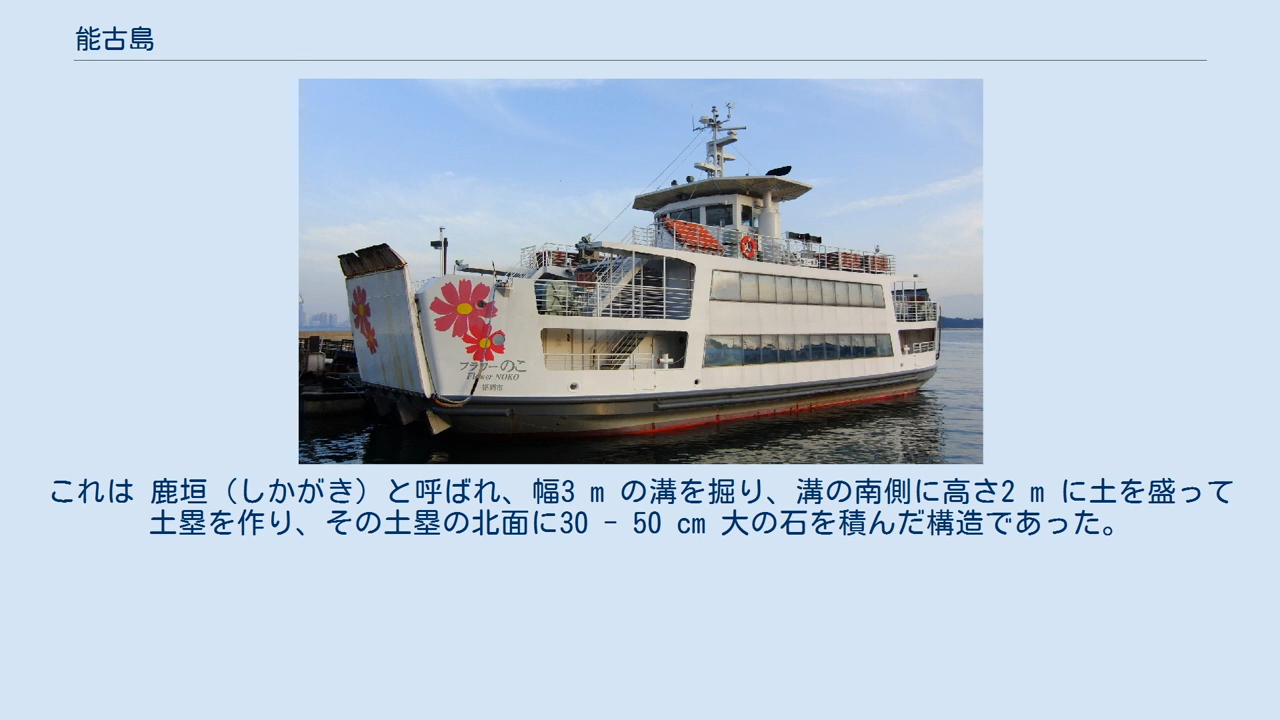 能古島
フラワーのこ
Flower NOKO
福岡市
これは 鹿垣（しかがき）と呼ばれ、幅3 m の溝を掘り、溝の南側に高さ2 m に土を盛って
土塁を作り、その土塁の北面に30 - 50 cm 大の石を積んだ構造であった。